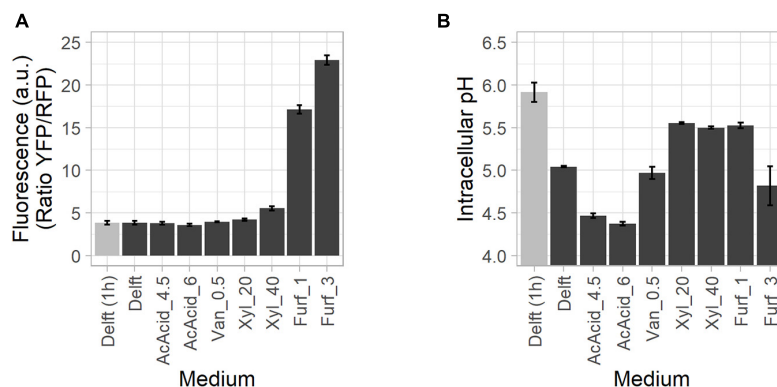 A
Fluorescence (a.u.)
(Ratio YFP/RFP)
25
20
15
10
5
0
Delft (1h)
Delft
AcAcid_4.5
AcAcid_6
Van_0.5
Xyl_20
Xyl_40
Furf_1
Furf_3
Medium
B
Intracellular pH
6.5
6.0
5.5
5.0
4.5
4.0
Delft (1h)
Delft
AcAcid_4.5
AcAcid_6
Van_0.5
Xyl_20
Xyl_40
Furf_1
Furf_3
Medium